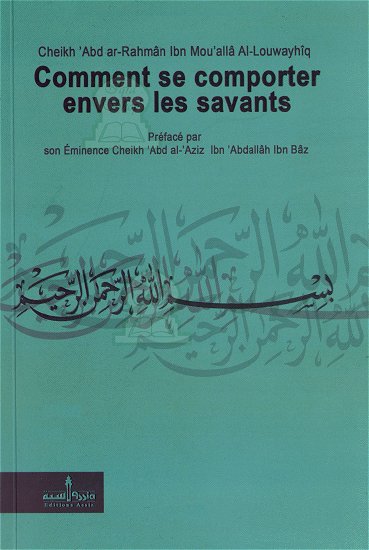 Cheikh 'Abd ar-Rahmân Ibn Mou'allâ Al-Louwayhîq
Comment se comporter
envers les savants
Préfacé par
son Éminence Cheikh 'Abd al-'Aziz Ibn 'Abdallâh Ibn Bâz
بسم الله الرحمن الرحيم
Editions Assia